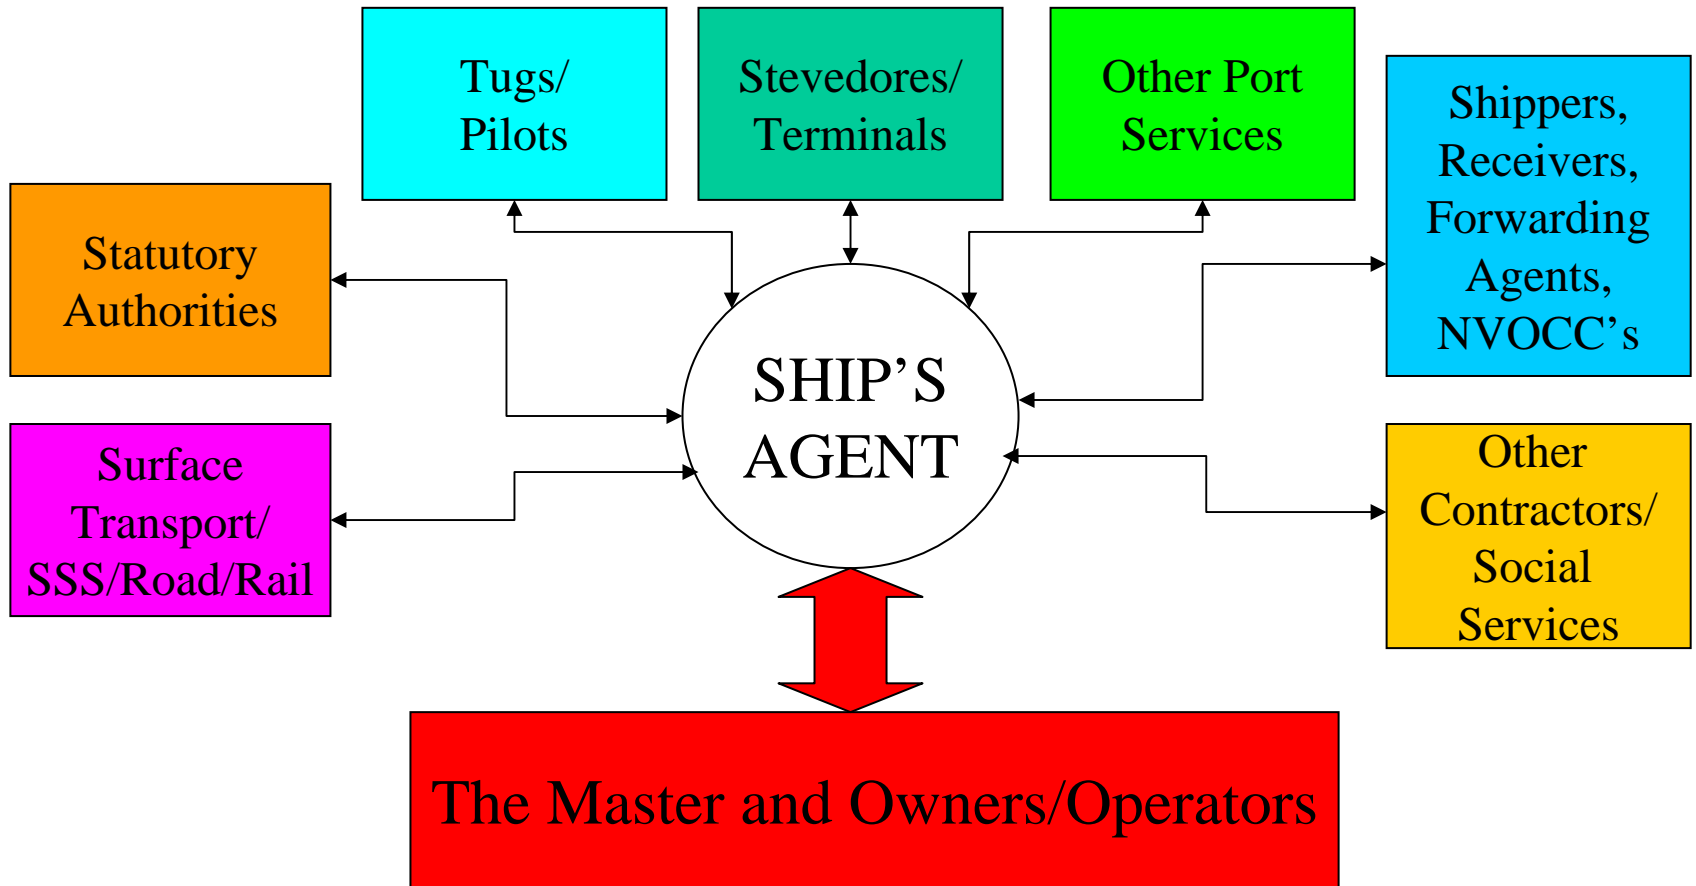 Tugs/
Pilots
Stevedores/
Terminals
Other Port
Services
Shippers,
Receivers,
Forwarding
Agents,
NVOCC’s
Statutory
Authorities
SHIP’S
AGENT
Surface
Transport/
SSS/Road/Rail
Other
Contractors/
Social
Services
The Master and Owners/Operators